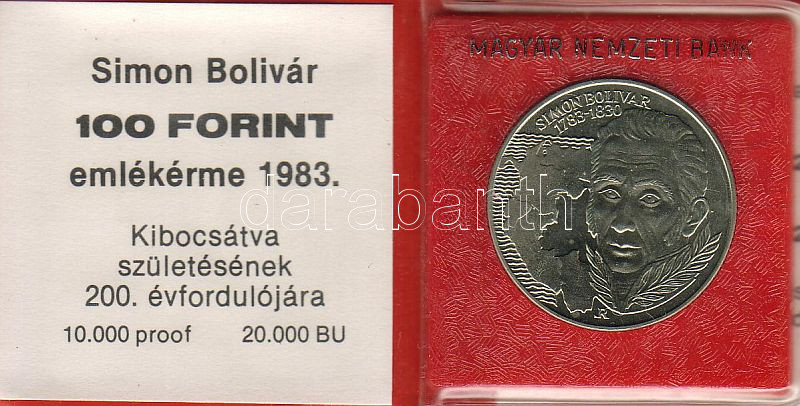 Simon Bolivár
100 FORINT
emlékérme 1983.
Kibocsátva
születésének
200. évfordulójára
10.000 proof 20.000 BU
MAGYAR NEMZETI BANK
SIMON BOLIVAR
1783-1830
R
darabanth